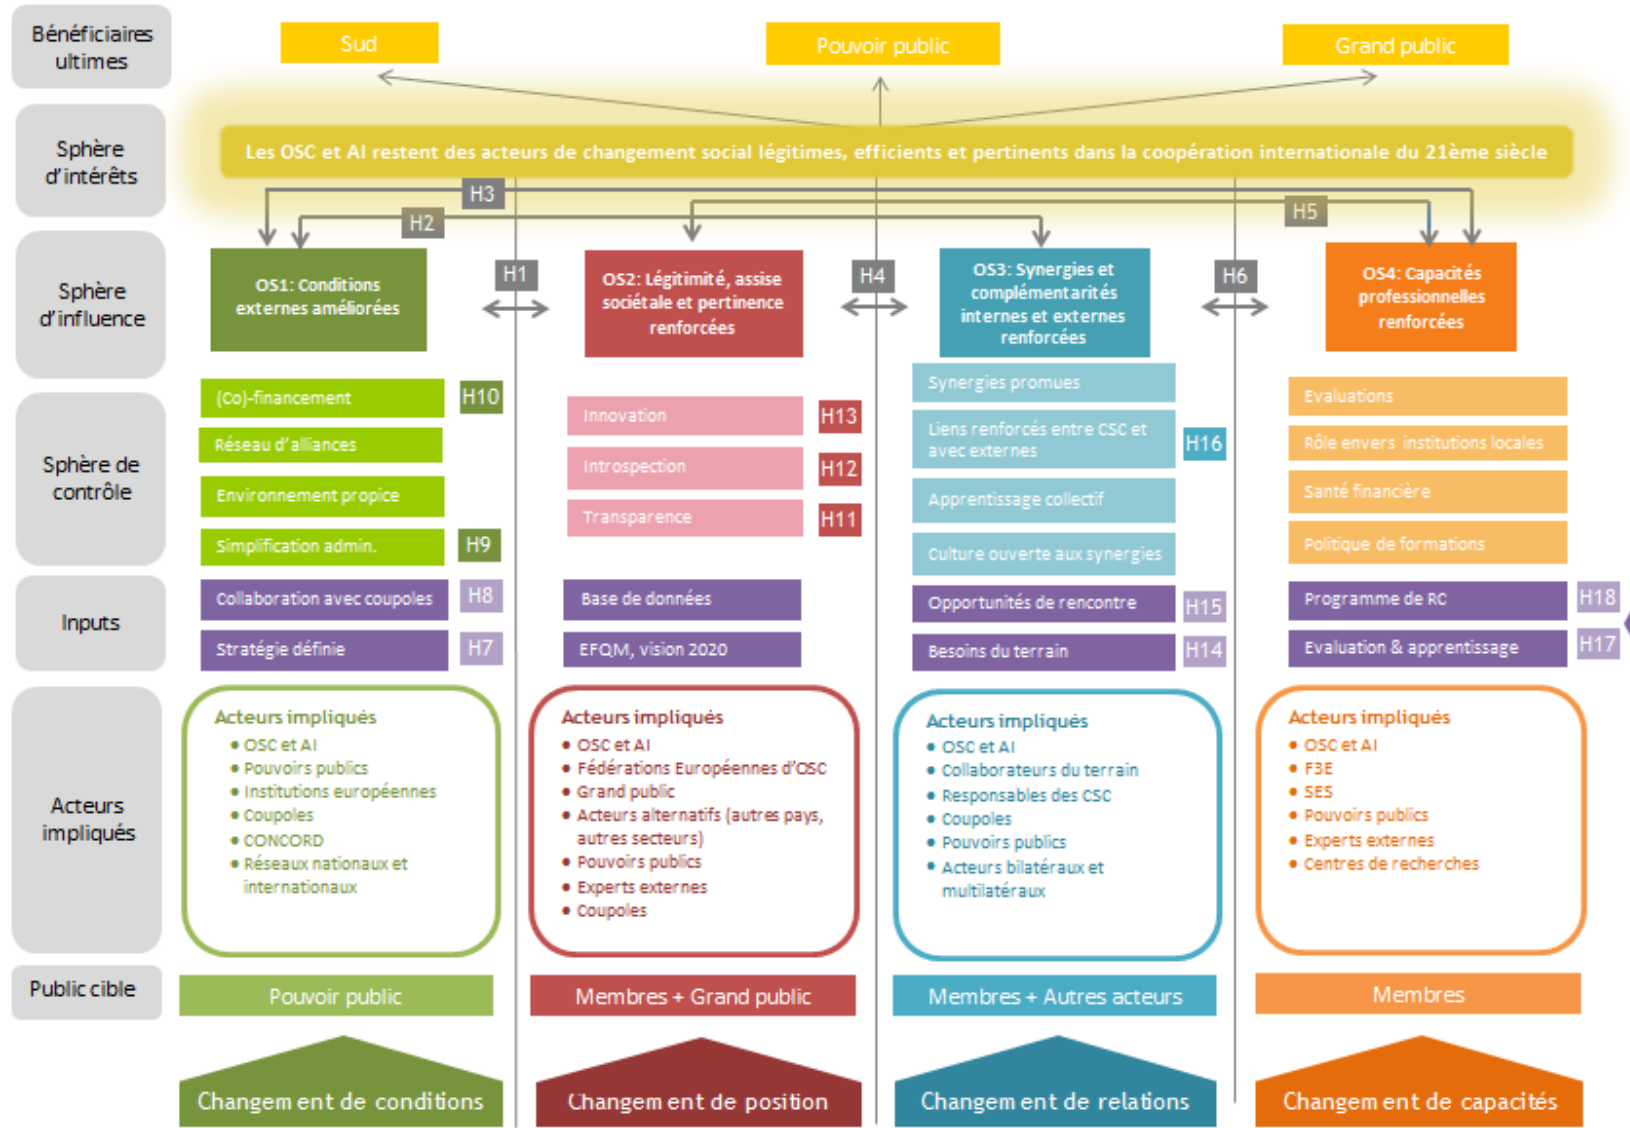 Bénéficiaires
ultimes
Sud
Pouvoir public
Grand public
Sphère
d'intérêts
Les OSC et AI restent des acteurs de changement social légitimes, efficients et pertinents dans la coopération internationale du 21ème siècle
H3
H2
H5
Sphère
d'influence
OS1: Conditions
externes améliorées
H1
OS2: Légitimité, assise
sociétale et pertinence
renforcées
H4
OS3: Synergies et
complémentarités
internes et externes
renforcées
H6
OS4: Capacités
professionnelles
renforcées
Sphère de
contrôle
(Co)-financement
H10
Réseau d'alliances
Environnement propice
Simplification admin.
H9
Innovation
H13
Introspection
H12
Transparence
H11
Synergies promues
Liens renforcés entre CSC et
avec externes
H16
Apprentissage collectif
Culture ouverte aux synergies
Evaluations
Rôle envers institutions locales
Santé financière
Politique de formations
Inputs
Collaboration avec coupoles
H8
Stratégie définie
H7
Base de données
EFQM, vision 2020
Opportunités de rencontre
H15
Besoins du terrain
H14
Programme de RC
H18
Evaluation & apprentissage
H17
Acteurs
impliqués
Acteurs impliqués
• OSC et AI
• Pouvoirs publics
• Institutions européennes
• Coupoles
• CONCORD
• Réseaux nationaux et
internationaux
Acteurs impliqués
• OSC et AI
• Fédérations Européennes d'OSC
• Grand public
• Acteurs alternatifs (autres pays,
autres secteurs)
• Pouvoirs publics
• Experts externes
• Coupoles
Acteurs impliqués
• OSC et AI
• Collaborateurs du terrain
• Responsables des CSC
• Coupoles
• Pouvoirs publics
• Acteurs bilatéraux et
multilatéraux
Acteurs impliqués
• OSC et AI
• F3E
• SES
• Pouvoirs publics
• Experts externes
• Centres de recherches
Public cible
Pouvoir public
Membres + Grand public
Membres + Autres acteurs
Membres
Changement de conditions
Changement de position
Changement de relations
Changement de capacités